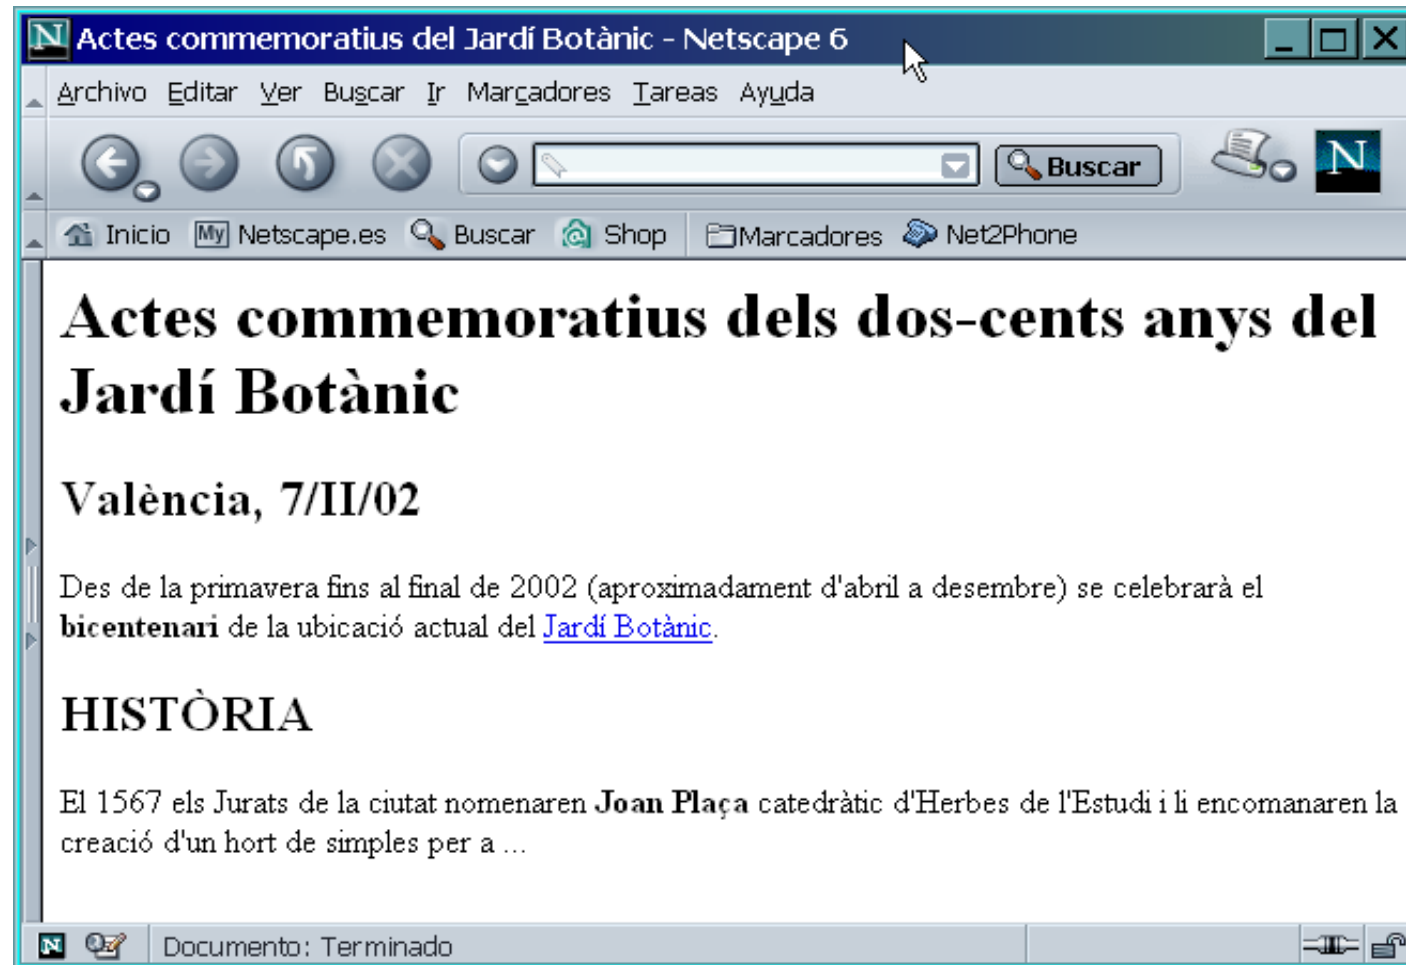 N Actes commemoratius del Jardí Botànic - Netscape 6
Archivo Editar Ver Buscar Ir Marcadores Tareas Ayuda
Buscar N
Inicio My Netscape.es Buscar Shop Marcadores Net2Phone
Actes commemoratius dels dos-cents anys del
Jardí Botànic
València, 7/II/02
Des de la primavera fins al final de 2002 (aproximadament d'abril a desembre) se celebrarà el
bicentenari de la ubicació actual del Jardí Botànic.
HISTÒRIA
El 1567 els Jurats de la ciutat nomenaren Joan Plaça catedràtic d'Herbes de l'Estudi i li encomanaren la
creació d'un hort de simples per a ...
N Documento: Terminado